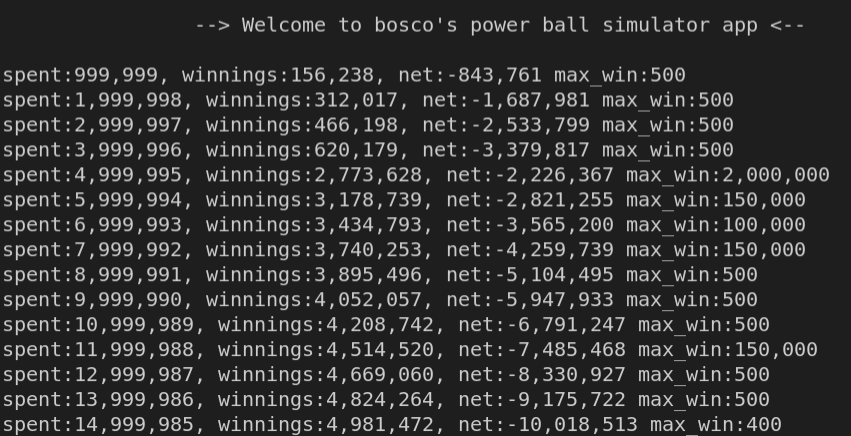 --> Welcome to bosco's power ball simulator app <--
spent:999,999, winnings:156,238, net:-843,761 max_win:500
spent:1,999,998, winnings:312,017, net:-1,687,981 max_win:500
spent:2,999,997, winnings:466,198, net:-2,533,799 max_win:500
spent:3,999,996, winnings:620,179, net:-3,379,817 max_win:500
spent:4,999,995, winnings:2,773,628, net:-2,226,367 max_win:2,000,000
spent:5,999,994, winnings:3,178,739, net:-2,821,255 max_win:150,000
spent:6,999,993, winnings:3,434,793, net:-3,565,200 max_win:100,000
spent:7,999,992, winnings:3,740,253, net:-4,259,739 max_win:150,000
spent:8,999,991, winnings:3,895,496, net:-5,104,495 max_win:500
spent:9,999,990, winnings:4,052,057, net:-5,947,933 max_win:500
spent:10,999,989, winnings:4,208,742, net:-6,791,247 max_win:500
spent:11,999,988, winnings:4,514,520, net:-7,485,468 max_win:150,000
spent:12,999,987, winnings:4,669,060, net:-8,330,927 max_win:500
spent:13,999,986, winnings:4,824,264, net:-9,175,722 max_win:500
spent:14,999,985, winnings:4,981,472, net:-10,018,513 max_win:400